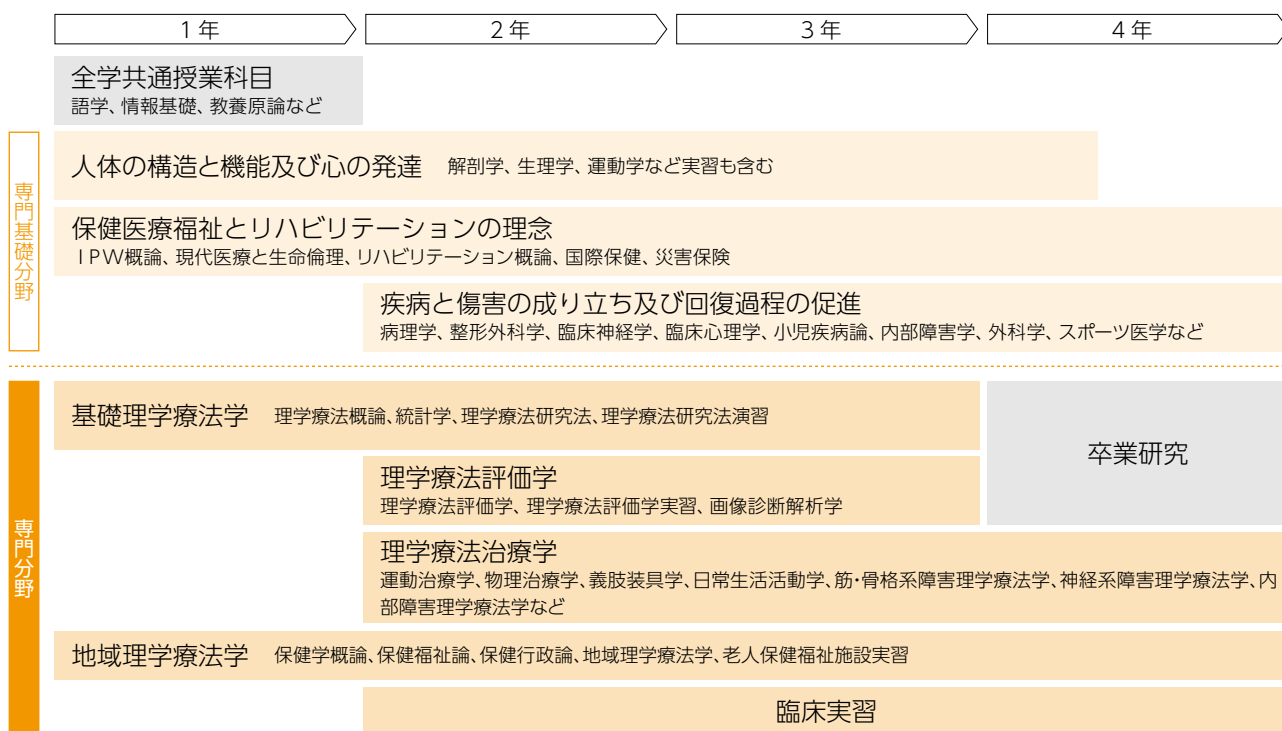 1年
2年
3年
4年
全学共通授業科目
語学、情報基礎、教養原論など
専門基礎分野
人体の構造と機能及び心の発達 解剖学、生理学、運動学など実習も含む
保健医療福祉とリハビリテーションの理念
IPW概論、現代医療と生命倫理、リハビリテーション概論、国際保健、災害保険
疾病と傷害の成り立ち及び回復過程の促進
病理学、整形外科学、臨床神経学、臨床心理学、小児疾病論、内部障害学、外科学、スポーツ医学など
専門分野
基礎理学療法学 理学療法概論、統計学、理学療法研究法、理学療法研究法演習
卒業研究
理学療法評価学
理学療法評価学、理学療法評価学実習、画像診断解析学
理学療法治療学
運動治療学、物理治療学、義肢装具学、日常生活活動学、筋・骨格系障害理学療法学、神経系障害理学療法学、内
部障害理学療法学など
地域理学療法学 保健学概論、保健福祉論、保健行政論、地域理学療法学、老人保健福祉施設実習
臨床実習